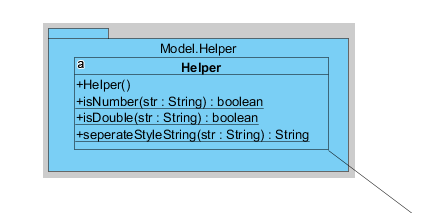 Model.Helper
a
Helper
+Helper()
+isNumber(str : String) : boolean
+isDouble(str : String) : boolean
+seperateStyleString(str : String) : String